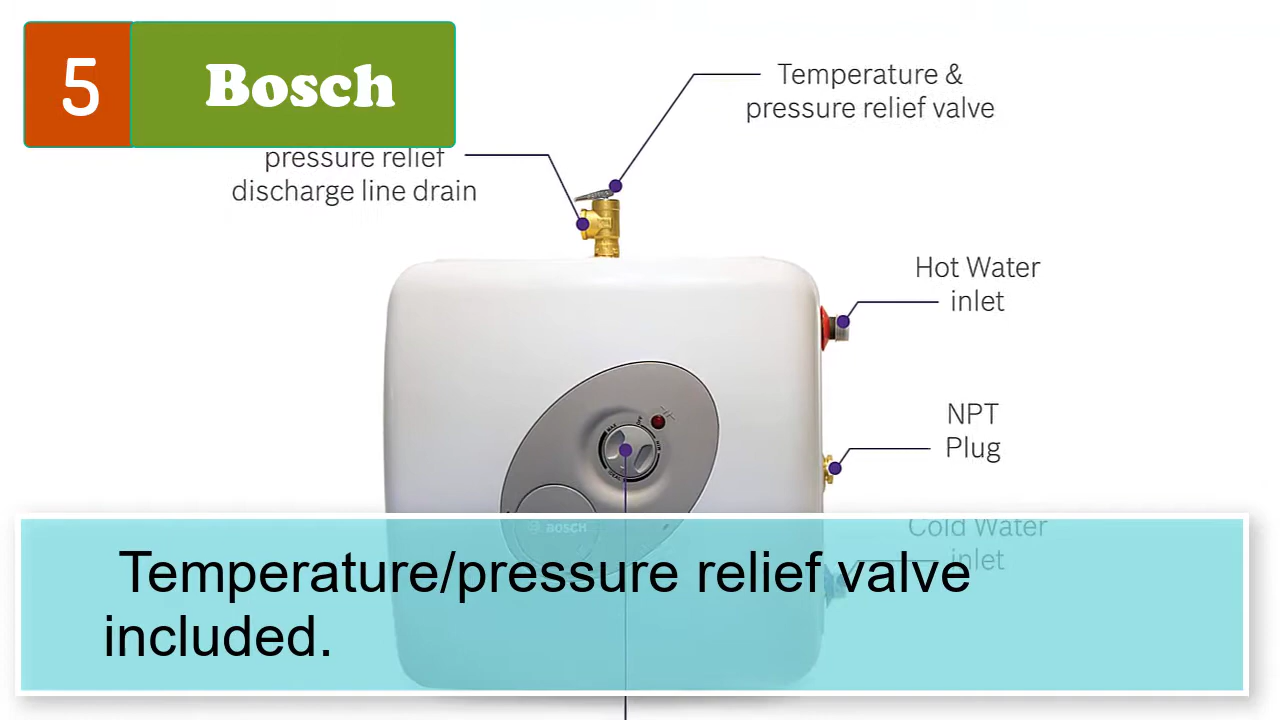 5
Bosch
Temperature &
pressure relief valve
pressure relief
discharge line drain
Hot Water
inlet
NPT
Plug
BOSCH
Cold Water
inlet
Temperature/pressure relief valve
included.